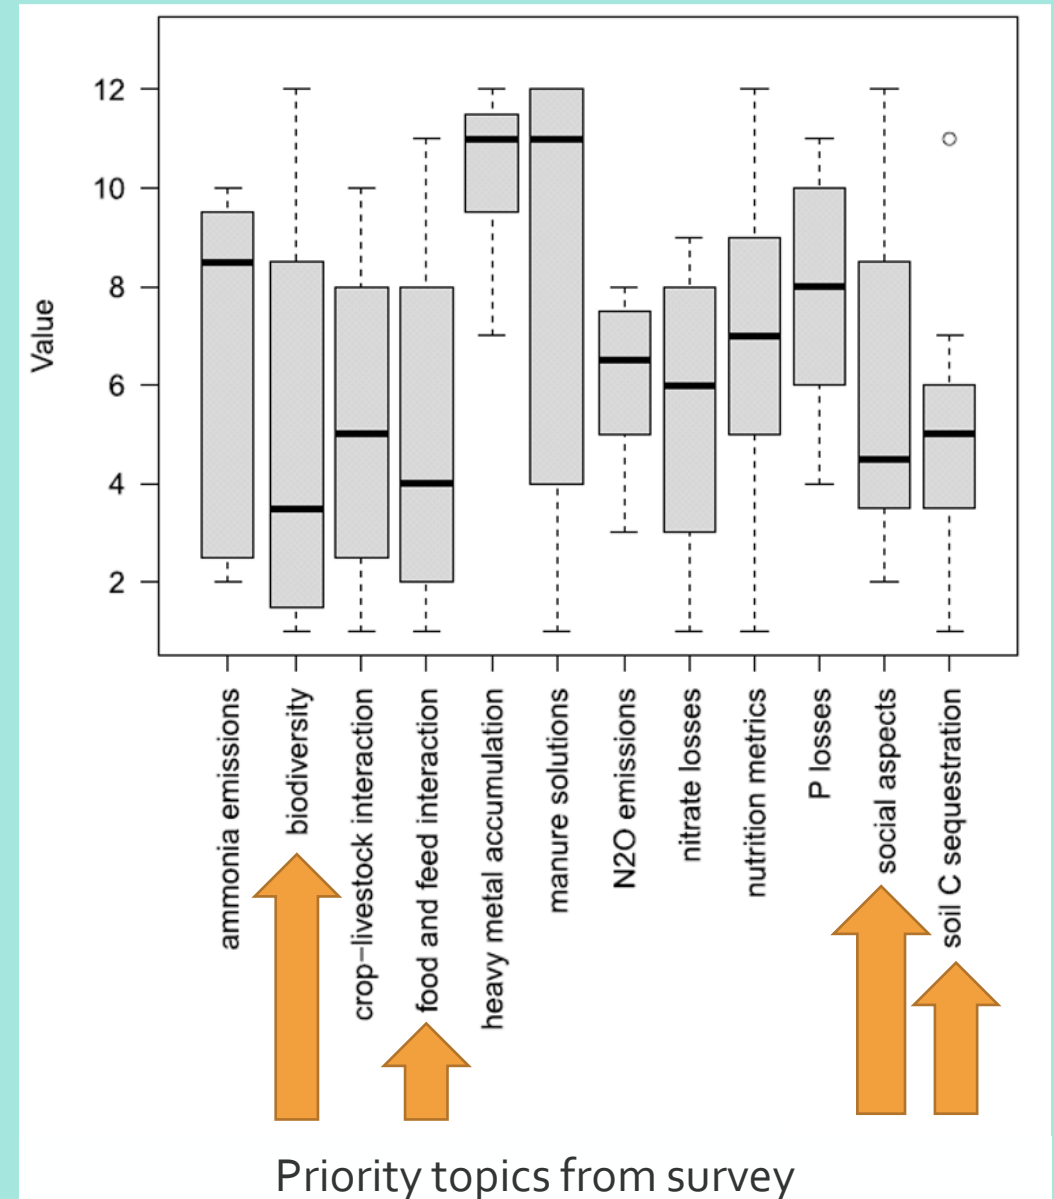 Value
12
10
8
6
4
2
ammonia emissions
biodiversity
crop−livestock interaction
food and feed interaction
heavy metal accumulation
manure solutions
N2O emissions
nitrate losses
nutrition metrics
P losses
social aspects
soil C sequestration
Priority topics from survey